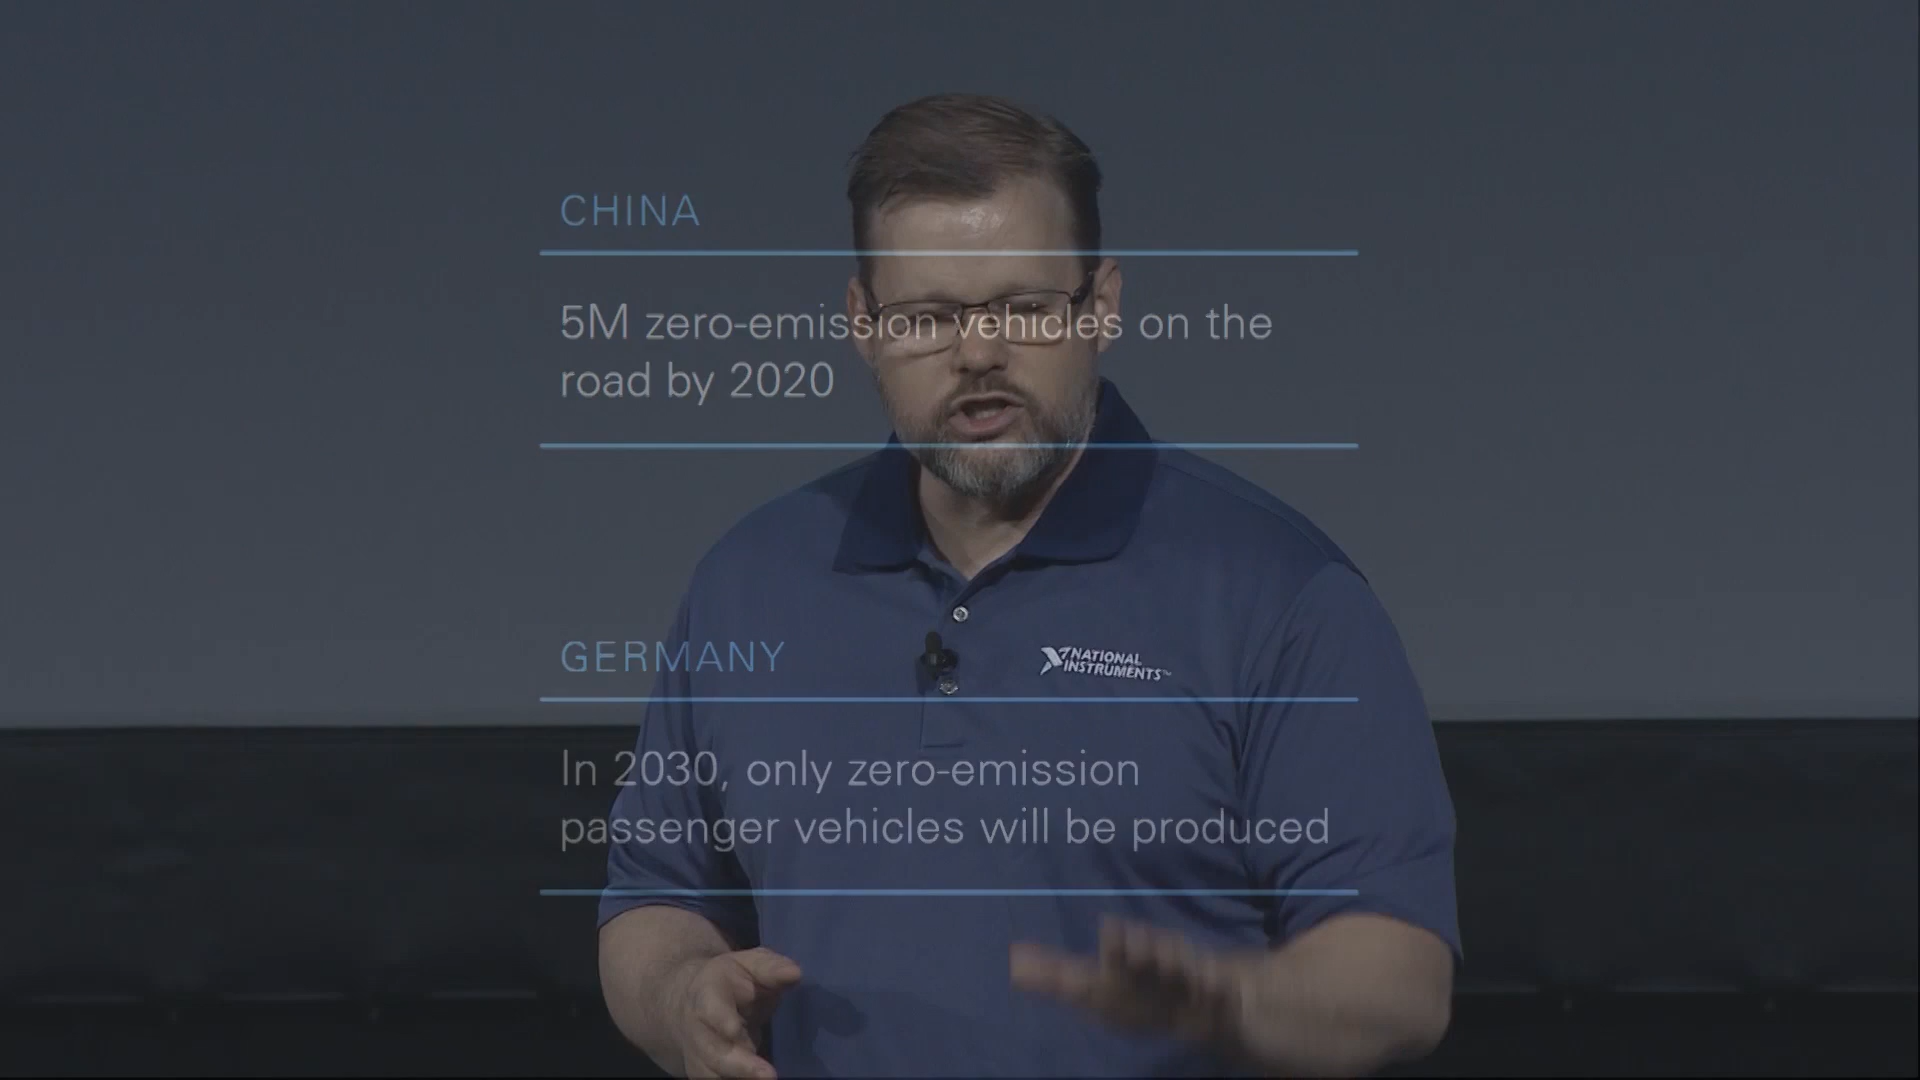 CHINA
5M zero-emission vehicles on the
road by 2020
GERMANY
NATIONAL
INSTRUMENTS™
In 2030, only zero-emission
passenger vehicles will be produced